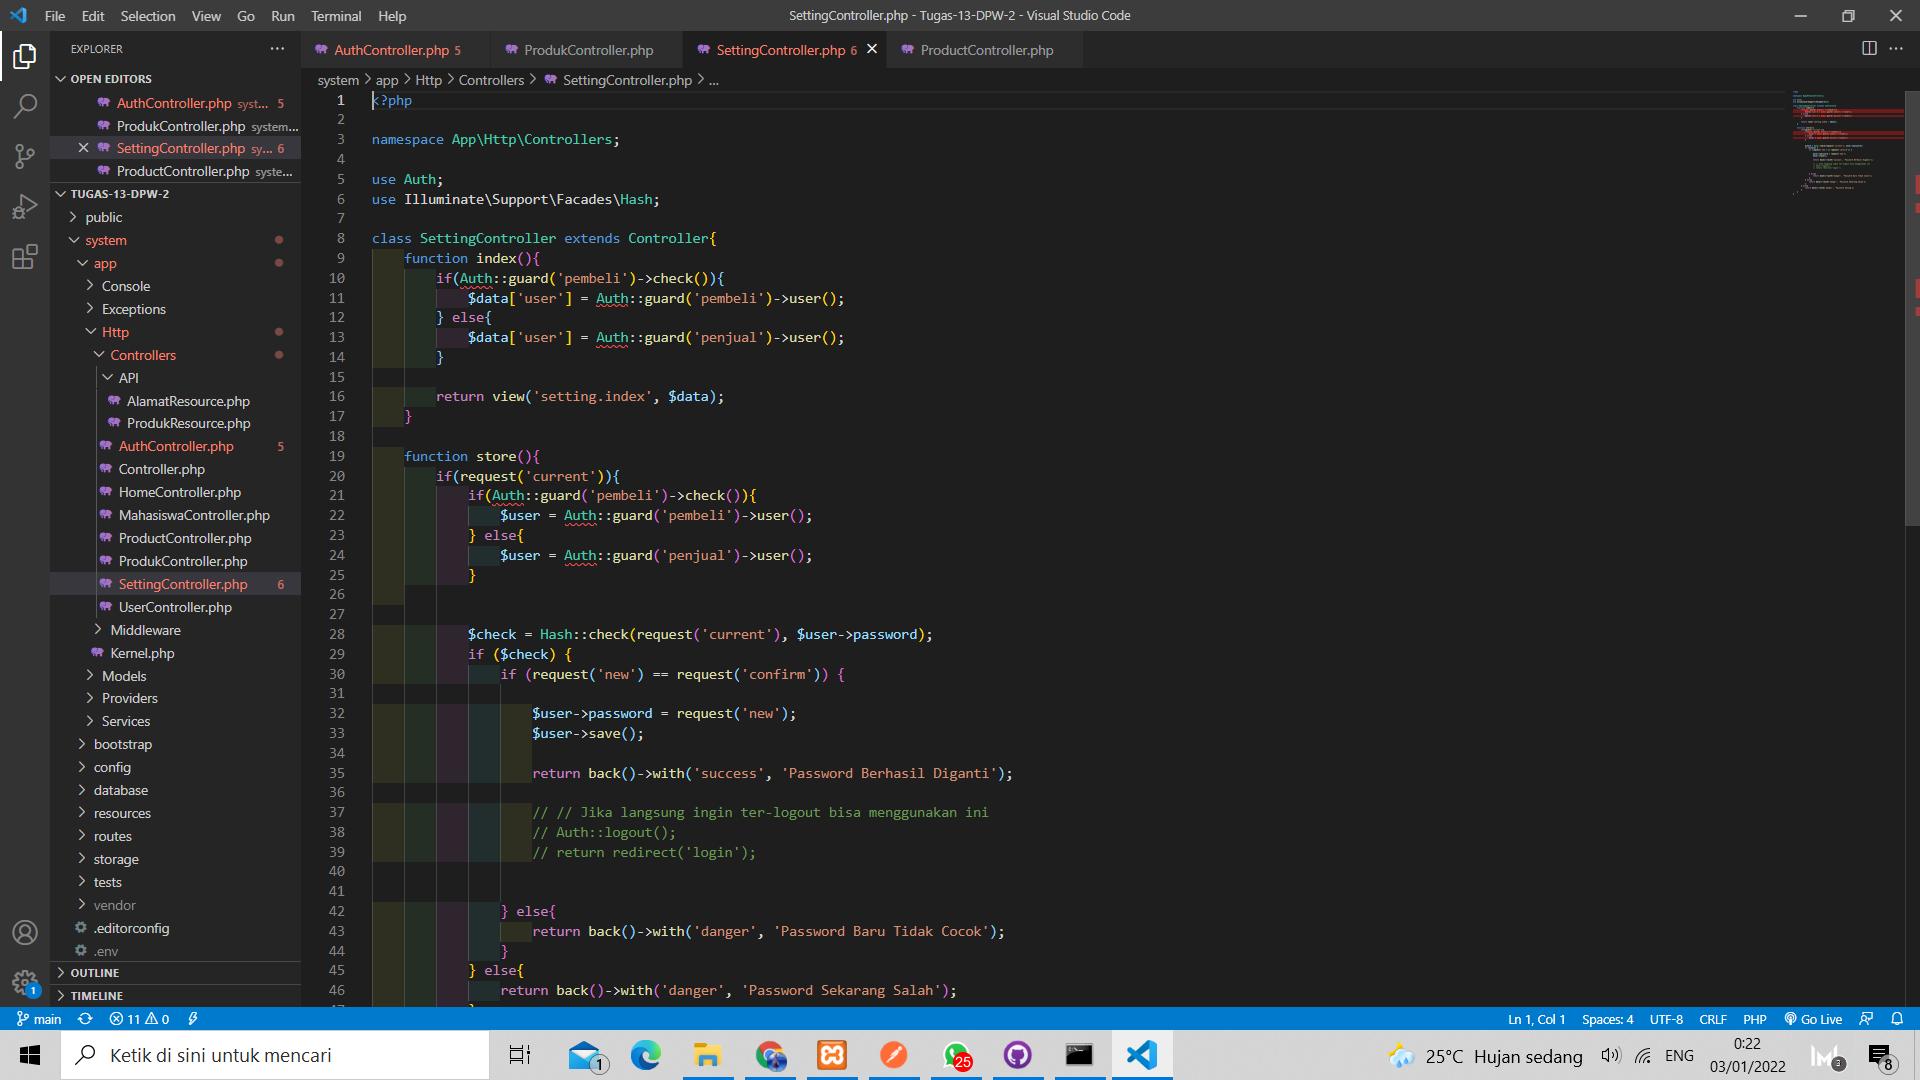 File Edit Selection View Go Run Terminal Help
SettingController.php - Tugas-13-DPW-2 - Visual Studio Code
EXPLORER
AuthController.php 5
ProdukController.php
SettingController.php 6
ProductController.php
OPEN EDITORS
AuthController.php syst... 5
ProdukController.php system...
SettingController.php sy... 6
ProductController.php syste...
TUGAS-13-DPW-2
public
system
app
Console
Exceptions
Http
Controllers
API
AlamatResource.php
ProdukResource.php
AuthController.php 5
Controller.php
HomeController.php
MahasiswaController.php
ProductController.php
ProdukController.php
SettingController.php 6
UserController.php
Middleware
Kernel.php
Models
Providers
Services
bootstrap
config
database
resources
routes
storage
tests
vendor
.editorconfig
.env
OUTLINE
TIMELINE
system > app > Http > Controllers > SettingController.php > ...
1 <?php
2
3 namespace App\Http\Controllers;
4
5 use Auth;
6 use Illuminate\Support\Facades\Hash;
7
8 class SettingController extends Controller{
9 function index(){
10 if(Auth::guard('pembeli')->check()){
11 $data['user'] = Auth::guard('pembeli')->user();
12 } else{
13 $data['user'] = Auth::guard('penjual')->user();
14 }
15
16 return view('setting.index', $data);
17 }
18
19 function store(){
20 if(request('current')){
21 if(Auth::guard('pembeli')->check()){
22 $user = Auth::guard('pembeli')->user();
23 } else{
24 $user = Auth::guard('penjual')->user();
25 }
26
27
28 $check = Hash::check(request('current'), $user->password);
29 if ($check) {
30 if (request('new') == request('confirm')) {
31
32 $user->password = request('new');
33 $user->save();
34
35 return back()->with('success', 'Password Berhasil Diganti');
36
37 // // Jika langsung ingin ter-logout bisa menggunakan ini
38 // Auth::logout();
39 // return redirect('login');
40
41
42 } else{
43 return back()->with('danger', 'Password Baru Tidak Cocok');
44 }
45 } else{
46 return back()->with('danger', 'Password Sekarang Salah');
1
main
11 0
Ln 1, Col 1 Spaces: 4 UTF-8 CRLF PHP Go Live
Ketik di sini untuk mencari
1
25
25°C Hujan sedang
ENG
0:22
03/01/2022
3
8